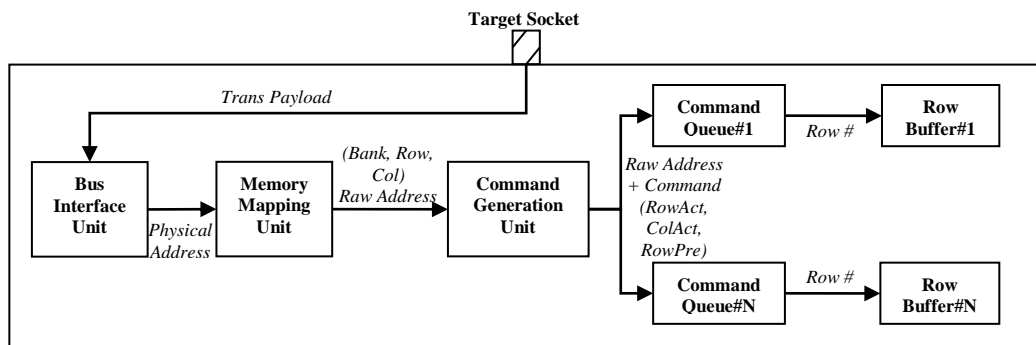 Target Socket
Trans Payload
Bus
Interface
Unit
Physical
Address
Memory
Mapping
Unit
(Bank, Row,
Col)
Raw Address
Command
Generation
Unit
Raw Address
+ Command
(RowAct,
ColAct,
RowPre)
Command
Queue#1
Row #
Row
Buffer#1
Command
Queue#N
Row #
Row
Buffer#N